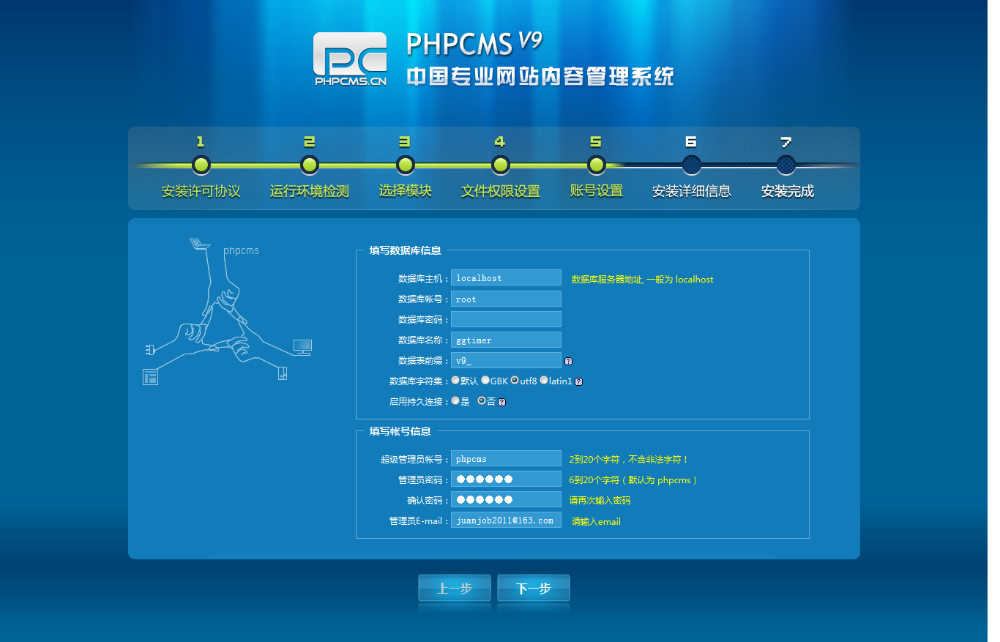 PHPCMS V9
PC
PHPCMS.CN
中国专业网站内容管理系统
1 2 3 4 5 6 7
安装许可协议 运行环境检测 选择模块 文件权限设置 账号设置 安装详细信息 安装完成
phpcms
填写数据库信息
数据库主机： localhost 数据库服务器地址, 一般为 localhost
数据库帐号： root
数据库密码：
数据库名称： ggtimer
数据表前缀： v9_ ?
数据库字符集： 默认 GBK utf8 latin1 ?
启用持久连接： 是 否 ?
填写帐号信息
超级管理员帐号： phpcms 2到20个字符，不含非法字符！
管理员密码： ●●●●●● 6到20个字符（默认为 phpcms）
确认密码： ●●●●●● 请再次输入密码
管理员E-mail： juanjob2011@163.com 请输入email
上一步 下一步